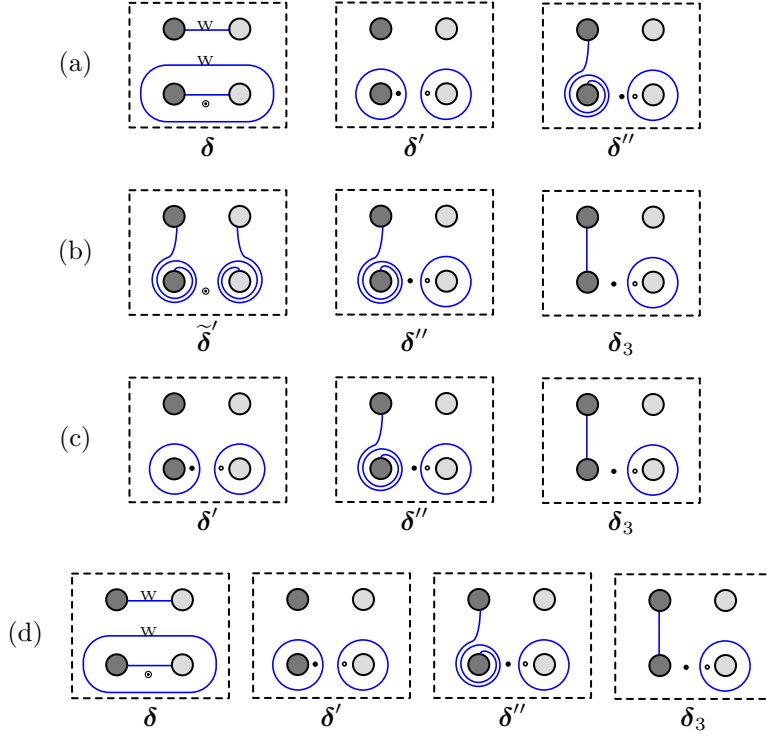 (a)
w
w
δ δ′ δ′′
(b)
δ̃′ δ′′ δ₃
(c)
δ′ δ′′ δ₃
(d)
w
w
δ δ′ δ′′ δ₃